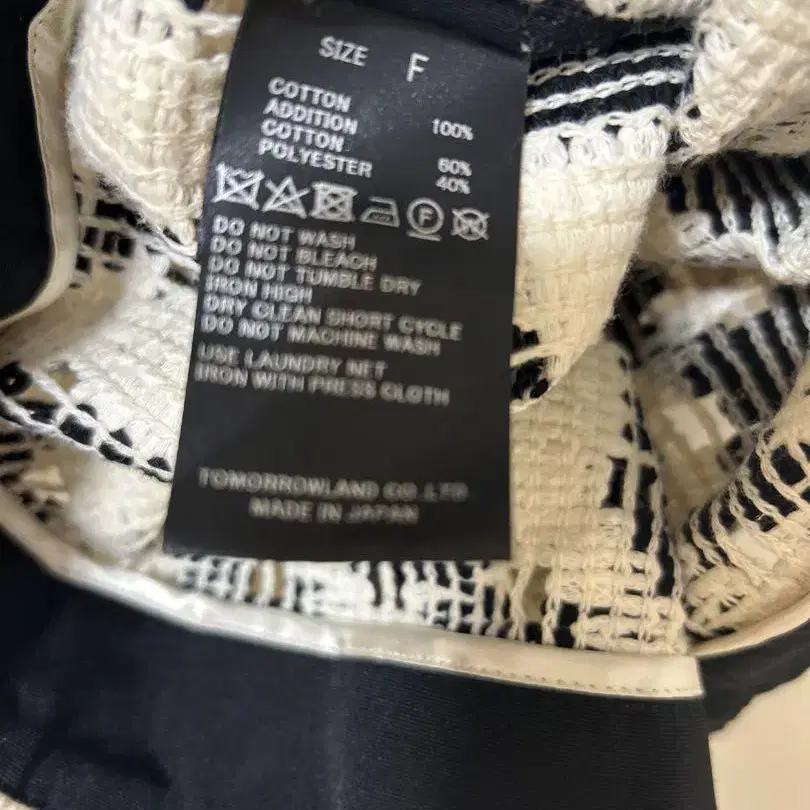 SIZE F
COTTON 100%
ADDITION
COTTON 60%
POLYESTER 40%
F
DO NOT WASH
DO NOT BLEACH
DO NOT TUMBLE DRY
IRON HIGH
DRY CLEAN SHORT CYCLE
DO NOT MACHINE WASH
USE LAUNDRY NET
IRON WITH PRESS CLOTH
TOMORROWLAND CO.,LTD.
MADE IN JAPAN